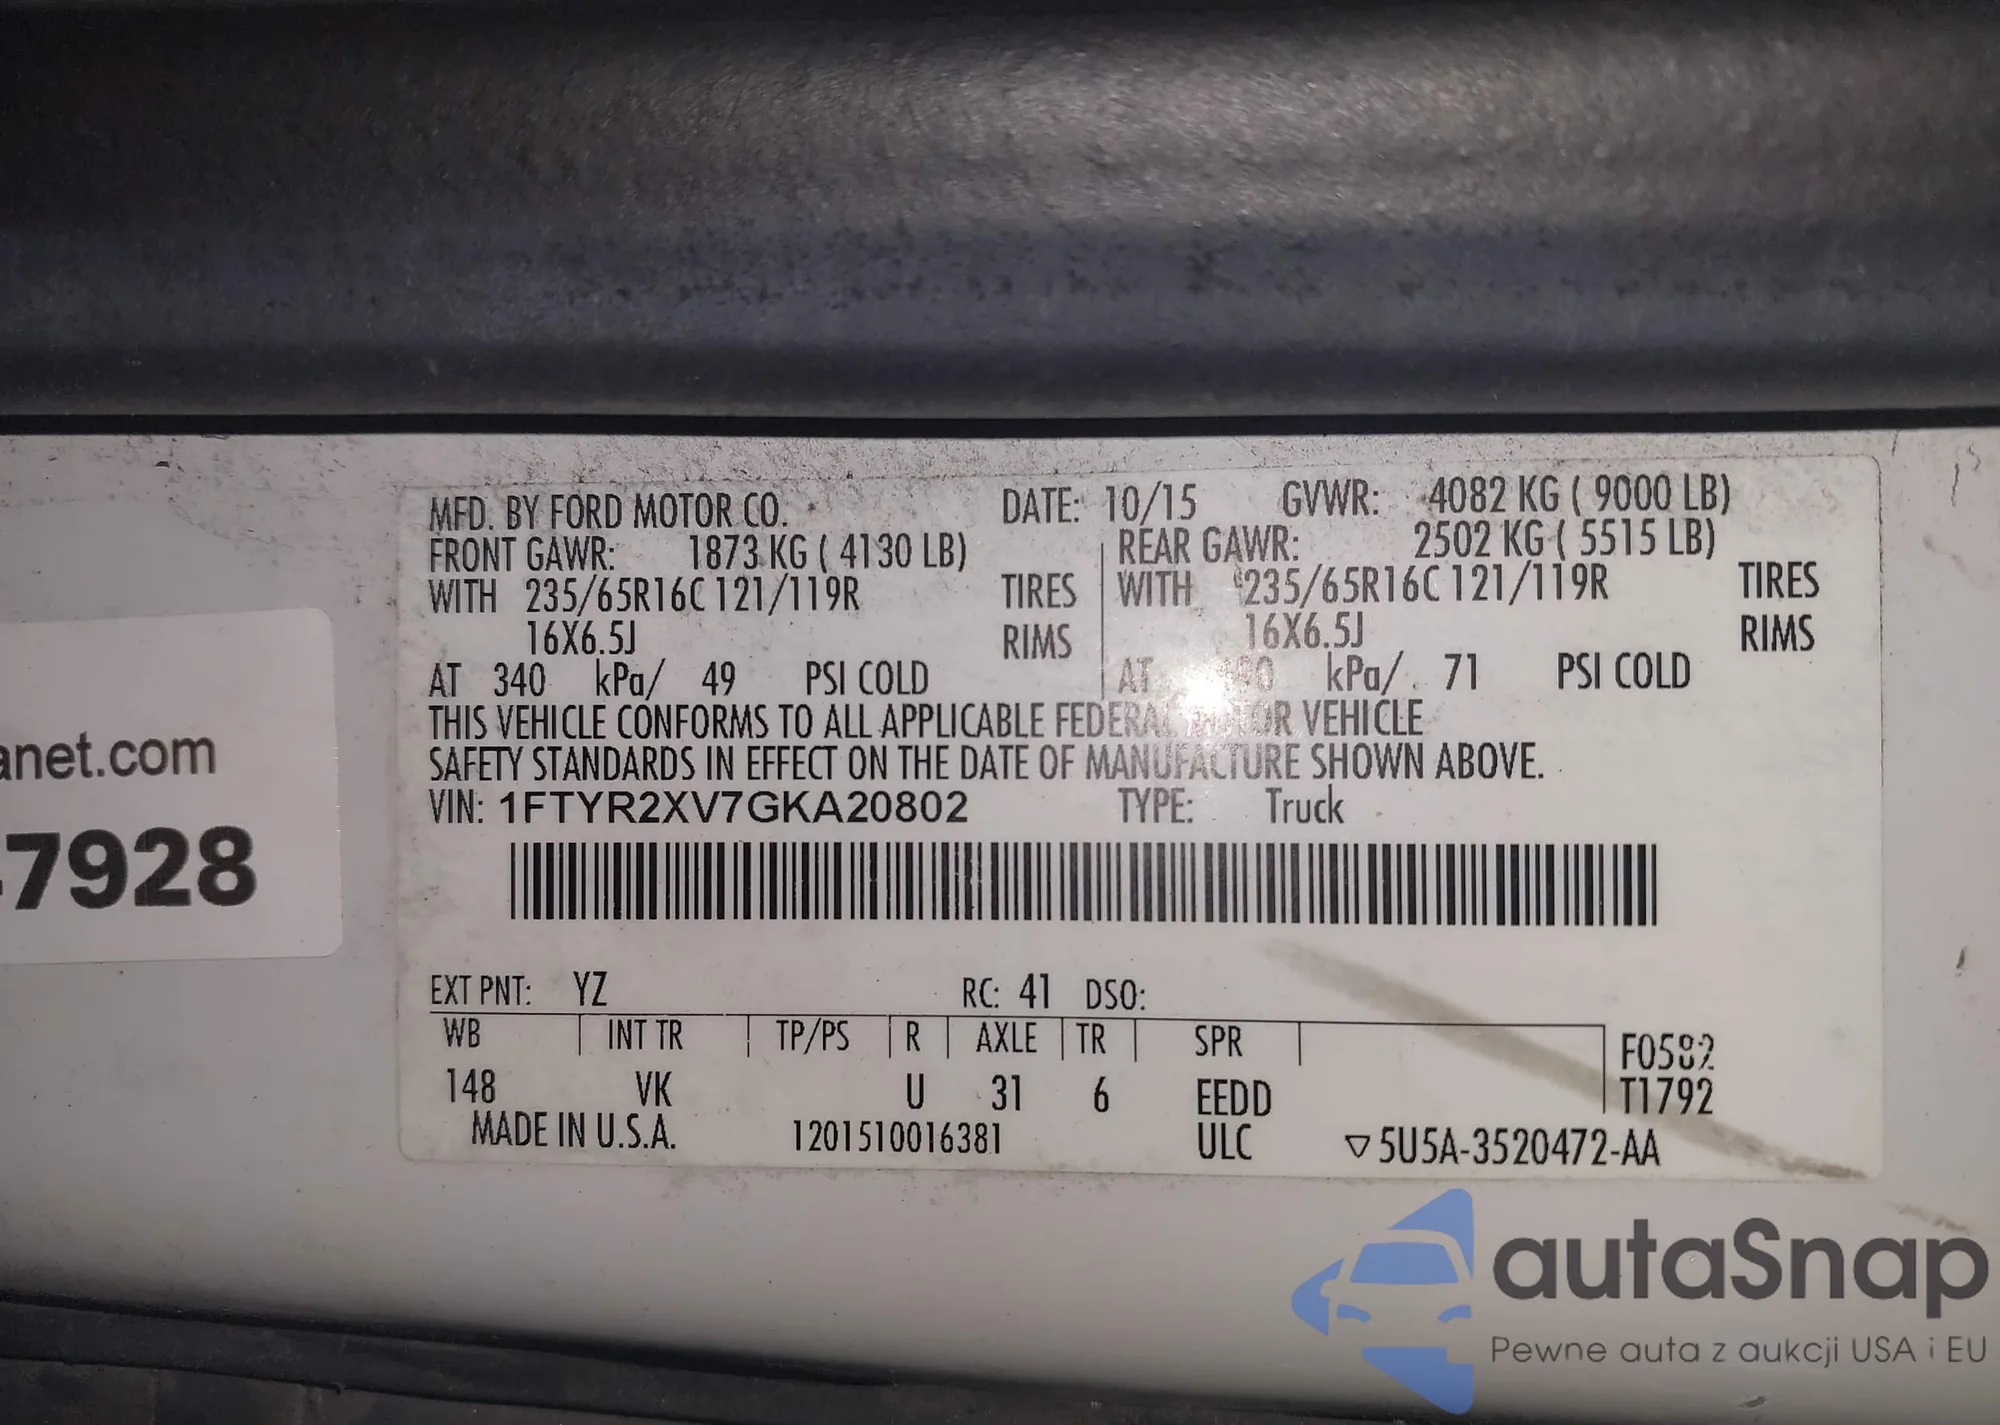 MFD. BY FORD MOTOR CO. DATE: 10/15 GVWR: 4082 KG ( 9000 LB)
FRONT GAWR: 1873 KG ( 4130 LB) REAR GAWR: 2502 KG ( 5515 LB)
WITH 235/65R16C 121/119R TIRES WITH 235/65R16C 121/119R TIRES
16X6.5J RIMS 16X6.5J RIMS
AT 340 kPa/ 49 PSI COLD AT kPa/ 71 PSI COLD
THIS VEHICLE CONFORMS TO ALL APPLICABLE FEDERAL MOTOR VEHICLE
SAFETY STANDARDS IN EFFECT ON THE DATE OF MANUFACTURE SHOWN ABOVE.
VIN: 1FTYR2XV7GKA20802 TYPE: Truck
EXT PNT: YZ RC: 41 DSO:
WB INT TR TP/PS R AXLE TR SPR
F0582
148 VK U 31 6 EEDD T1792
MADE IN U.S.A. 1201510016381 ULC ▽5U5A-3520472-AA
anet.com
7928
autaSnap
Pewne auta z aukcji USA i EU